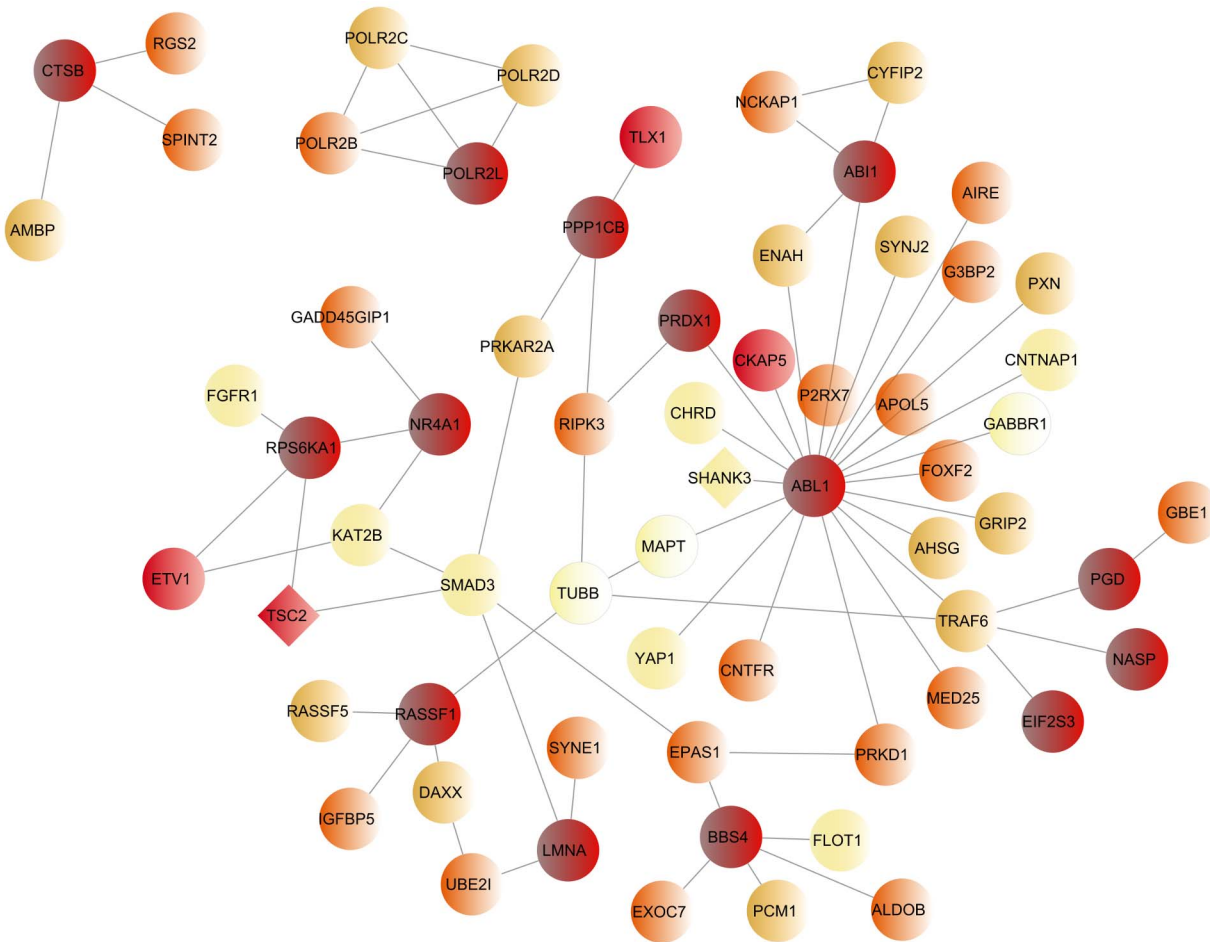 RGS2
POLR2C
CTSB
POLR2D
CYFIP2
NCKAP1
SPINT2
POLR2B
TLX1
POLR2L
ABI1
AIRE
AMBP
PPP1CB
SYNJ2
ENAH
G3BP2
PXN
GADD45GIP1
PRDX1
PRKAR2A
CKAP5
CNTNAP1
FGFR1
P2RX7
APOL5
CHRD
NR4A1
RIPK3
GABBR1
RPS6KA1
FOXF2
SHANK3
ABL1
GBE1
GRIP2
KAT2B
MAPT
AHSG
ETV1
SMAD3
TUBB
PGD
TSC2
TRAF6
YAP1
NASP
CNTFR
MED25
RASSF5
RASSF1
EIF2S3
SYNE1
EPAS1
PRKD1
DAXX
IGFBP5
BBS4
FLOT1
LMNA
UBE2I
EXOC7
PCM1
ALDOB